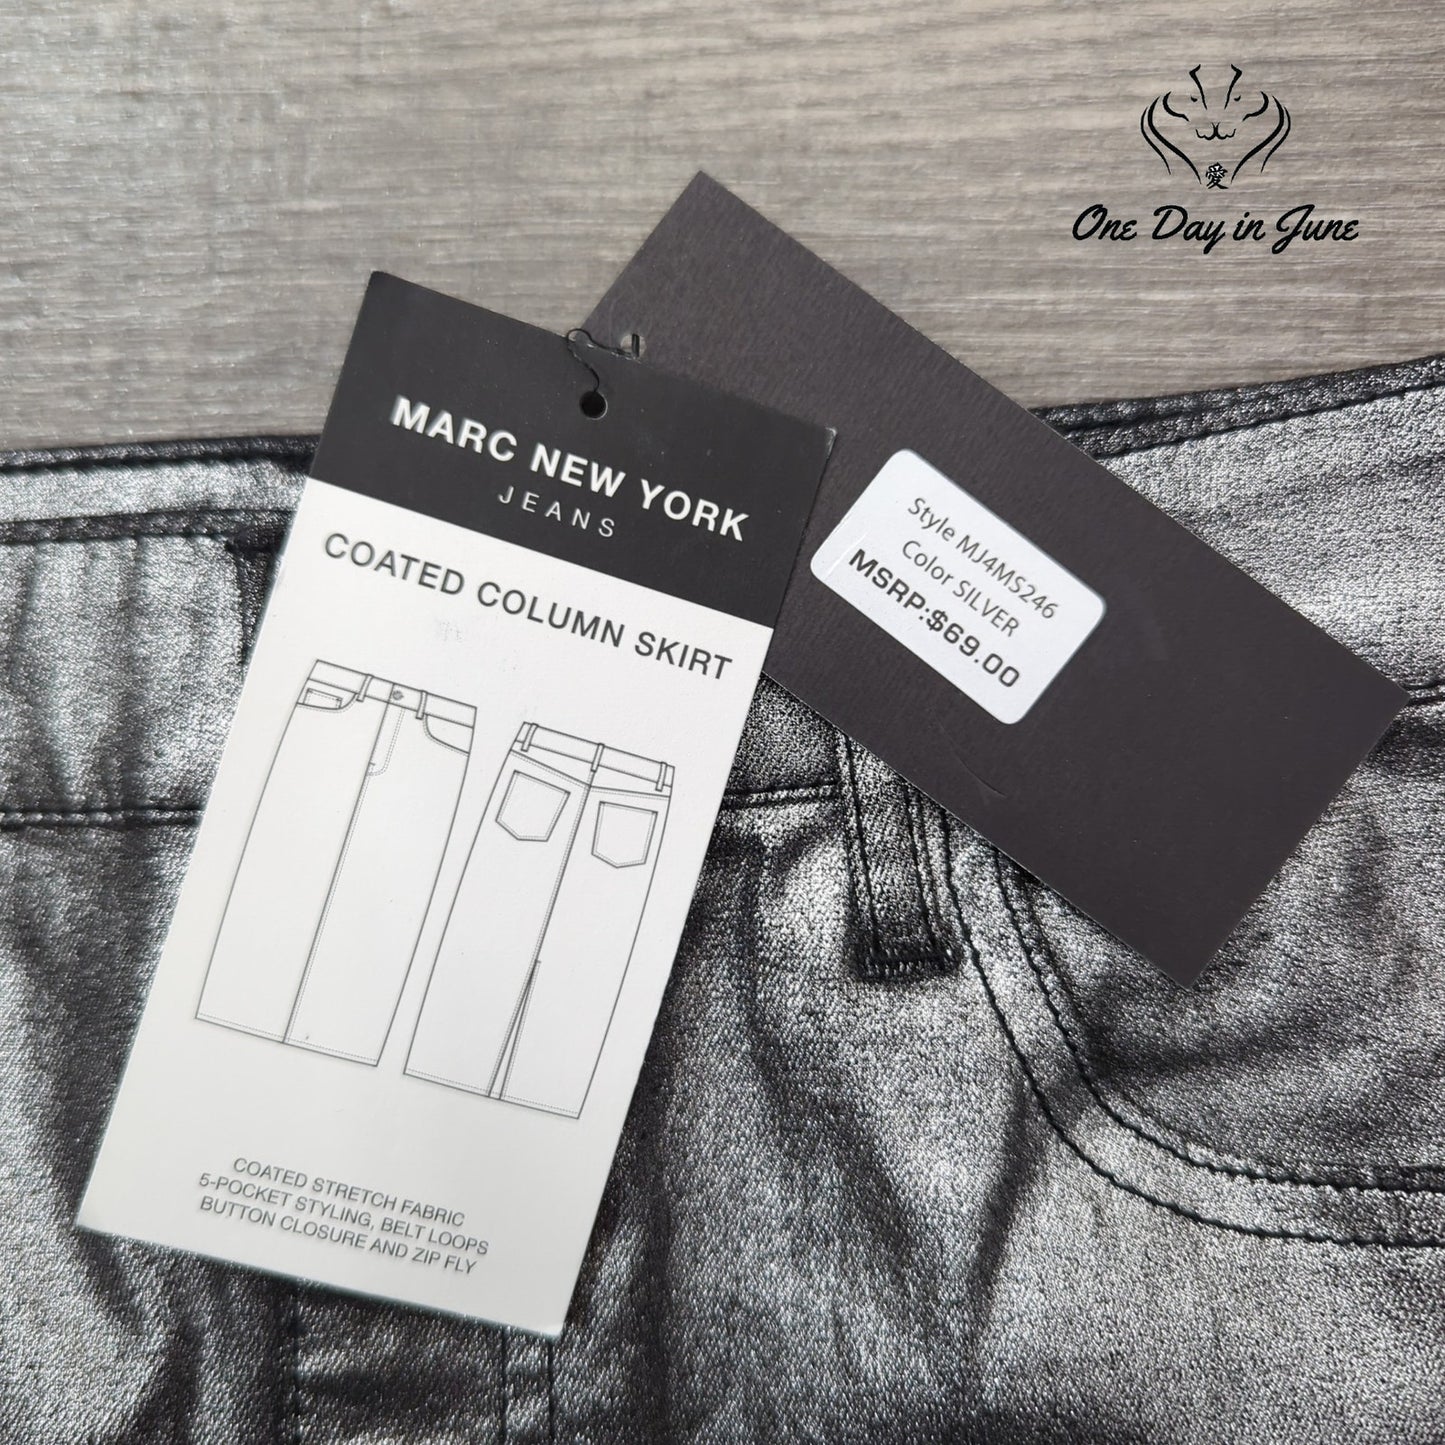 愛
One Day in June
MARC NEW YORK
JEANS
COATED COLUMN SKIRT
COATED STRETCH FABRIC
5-POCKET STYLING, BELT LOOPS
BUTTON CLOSURE AND ZIP FLY
Style MJ4MS246
Color SILVER
MSRP:$69.00